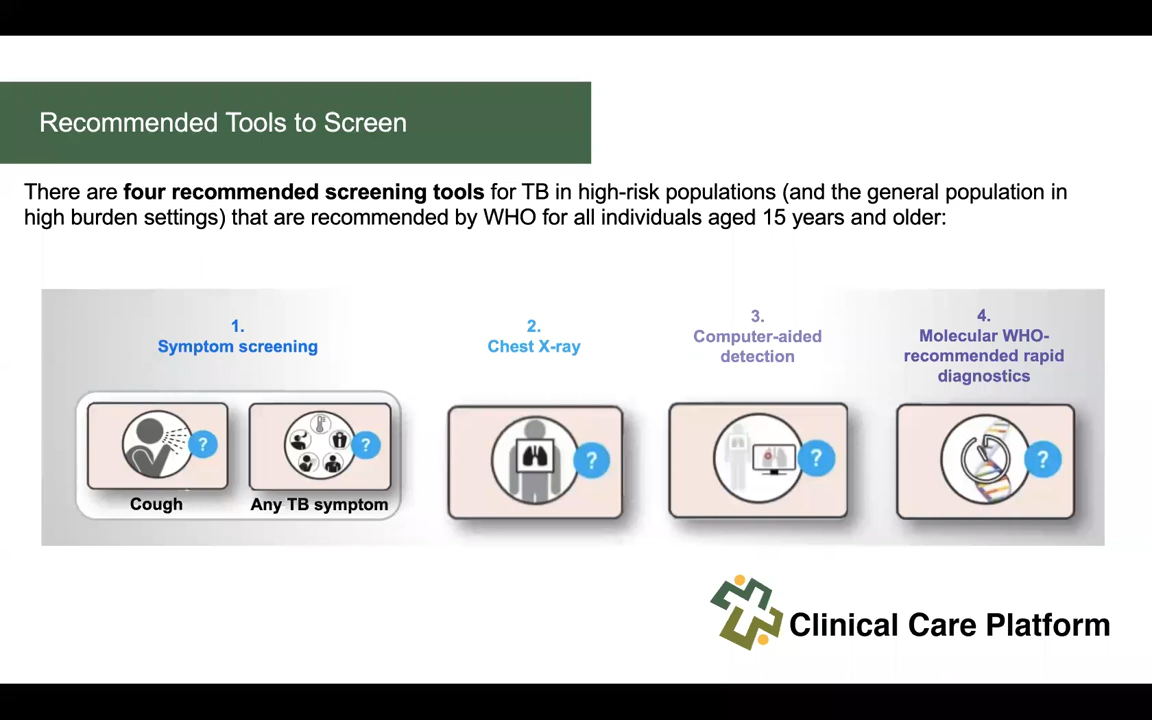 Recommended Tools to Screen
There are four recommended screening tools for TB in high-risk populations (and the general population in
high burden settings) that are recommended by WHO for all individuals aged 15 years and older:
1.
Symptom screening
2.
Chest X-ray
3.
Computer-aided
detection
4.
Molecular WHO-
recommended rapid
diagnostics
?
?
?
?
?
Cough
Any TB symptom
Clinical Care Platform